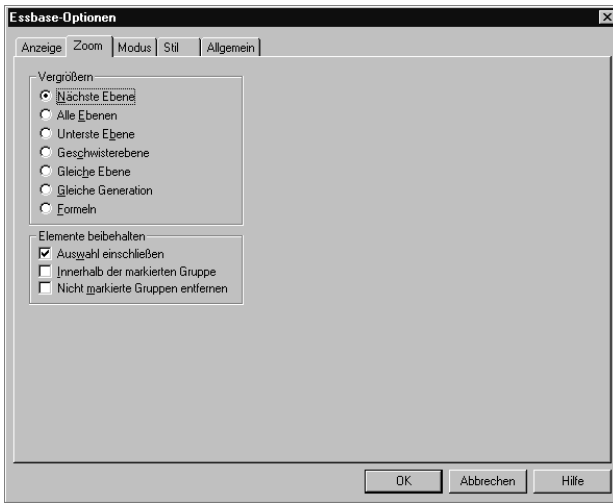 Essbase-Optionen
Anzeige Zoom Modus Stil Allgemein
Vergrößern
Nächste Ebene
Alle Ebenen
Unterste Ebene
Geschwisterebene
Gleiche Ebene
Gleiche Generation
Formeln
Elemente beibehalten
Auswahl einschließen
Innerhalb der markierten Gruppe
Nicht markierte Gruppen entfernen
OK Abbrechen Hilfe